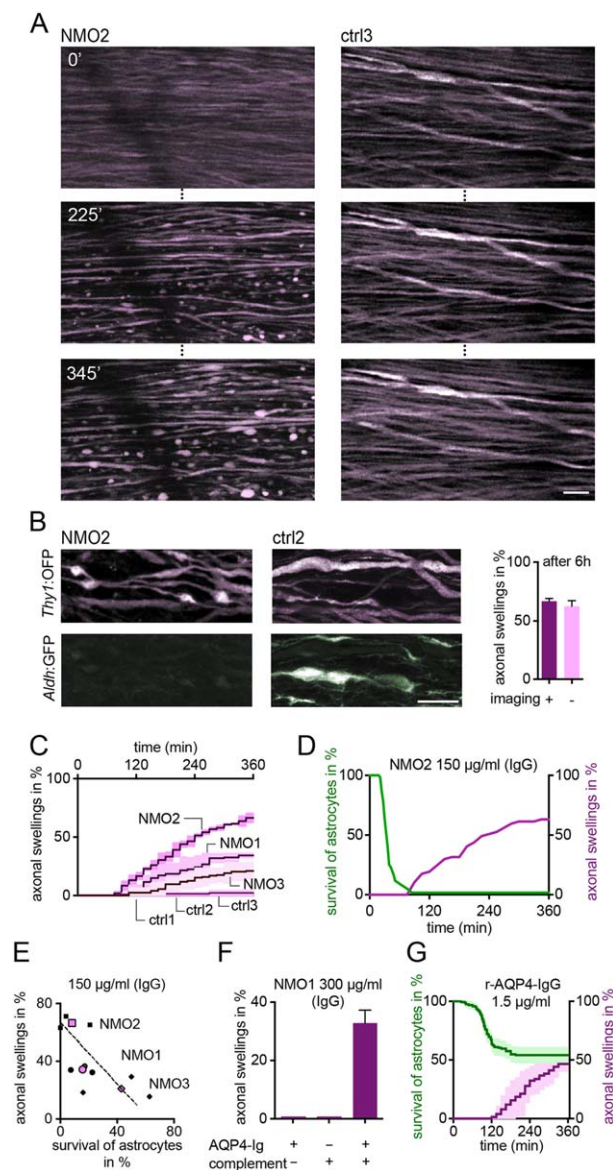 A
NMO2 ctrl3
0'
225'
345'
B
NMO2 ctrl2
Thy1:OFP
Aldh:GFP
axonal swellings in %
100
50
0
after 6h
imaging + -
C
time (min)
0 120 240 360
axonal swellings in %
100
50
0
NMO2
NMO1
NMO3
ctrl1 ctrl2 ctrl3
D
NMO2 150 µg/ml (IgG)
survival of astrocytes in %
100
50
0
axonal swellings in %
100
50
0
0 120 240 360
time (min)
E
150 µg/ml (IgG)
axonal swellings in %
80
40
0
NMO2
NMO1
NMO3
0 40 80
survival of astrocytes
in %
F
NMO1 300 µg/ml
(IgG)
axonal swellings in %
40
20
0
AQP4-Ig + – +
complement – + +
G
r-AQP4-IgG
1.5 µg/ml
survival of astrocytes in %
100
50
0
axonal swellings in %
100
50
0
0 120 240 360
time (min)